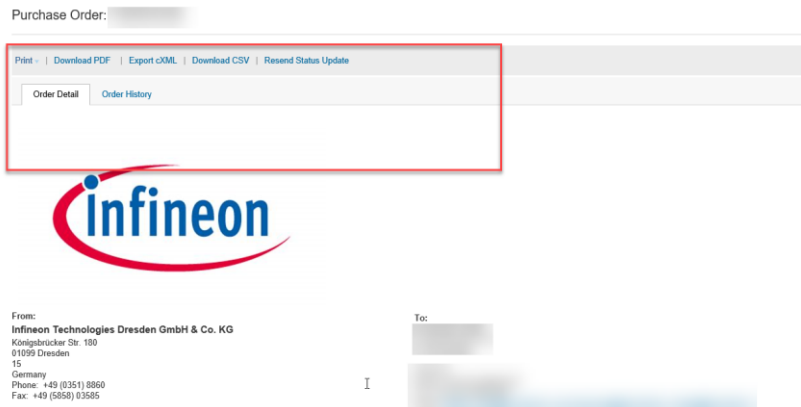 Purchase Order:
Print | Download PDF | Export cXML | Download CSV | Resend Status Update
Order Detail Order History
infineon
From:
Infineon Technologies Dresden GmbH & Co. KG
Königsbrücker Str. 180
01099 Dresden
15
Germany
Phone: +49 (0351) 8860
Fax: +49 (5858) 03585
To: